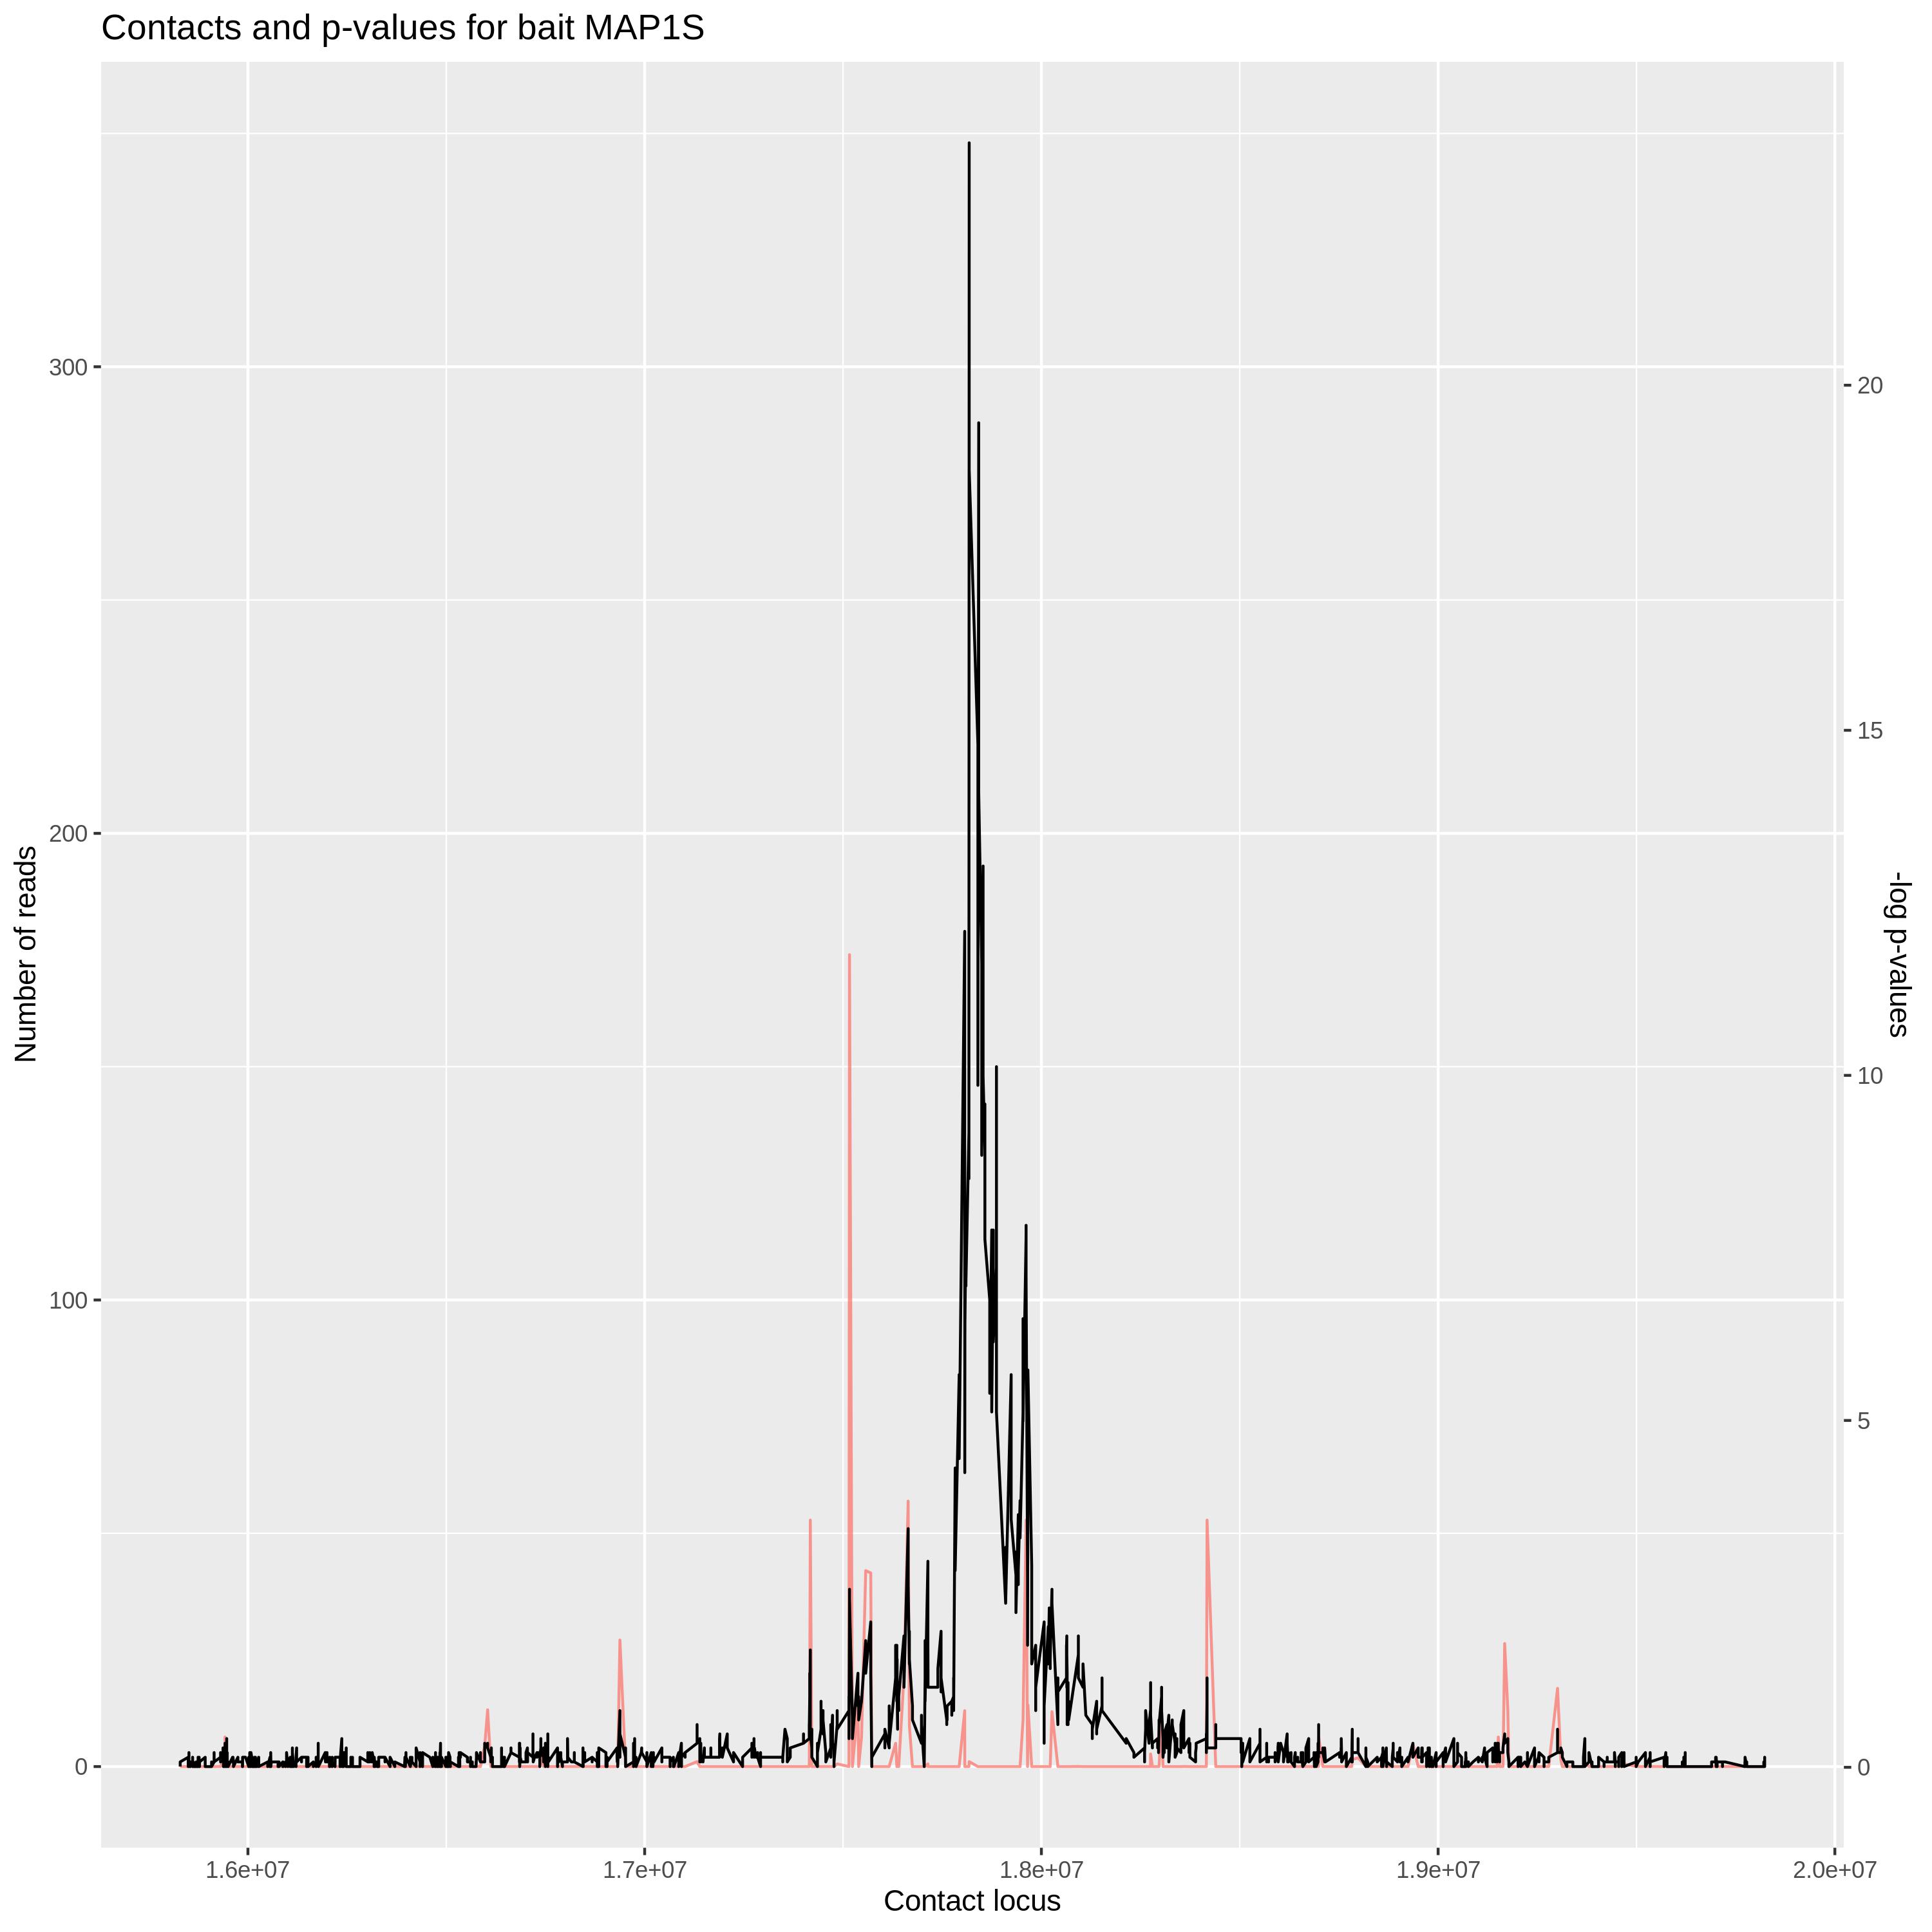 Contacts and p-values for bait MAP1S
Number of reads
300
200
100
0
20
15
10
5
0
-log p-values
1.6e+07
1.7e+07
1.8e+07
1.9e+07
2.0e+07
Contact locus